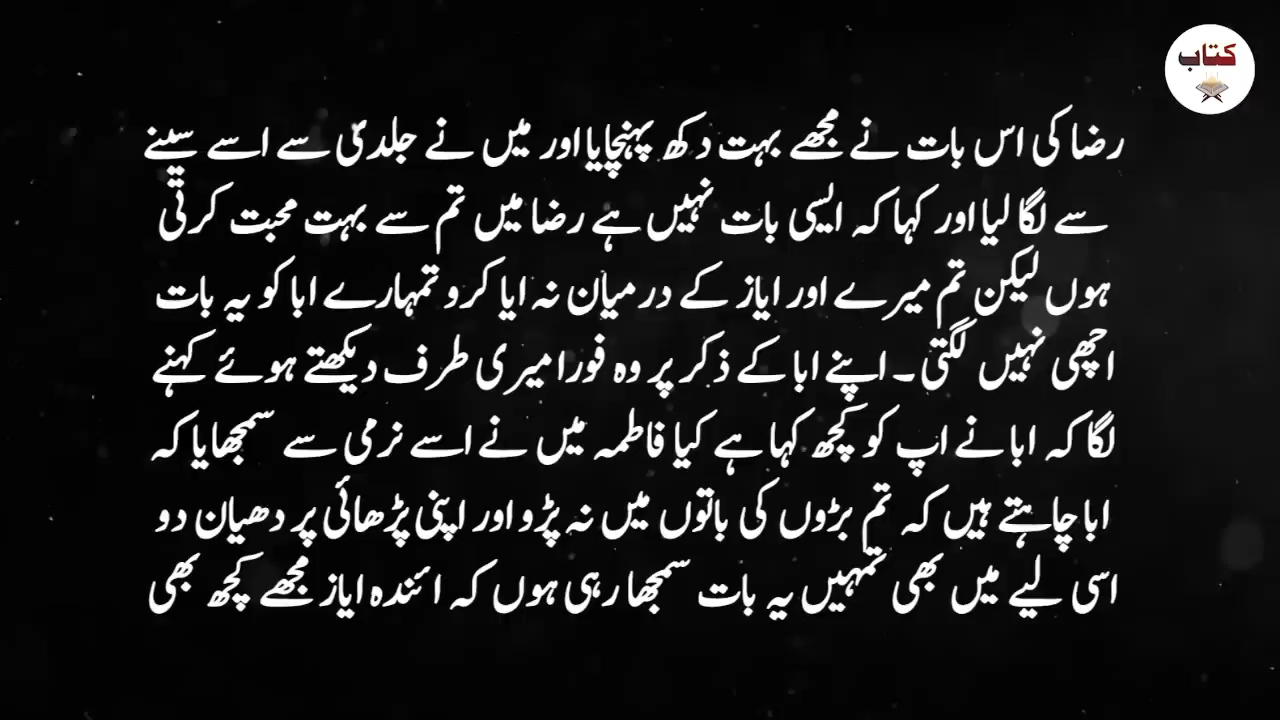 کتاب
رضا کی اس بات نے مجھے بہت دکھ پہنچایا اور میں نے جلدی سے اسے سینے
سے لگا لیا اور کہا کہ ایسی بات نہیں ہے رضا میں تم سے بہت محبت کرتی
ہوں لیکن تم میرے اور ایاز کے درمیان نہ ایا کرو تمہارے ابا کو یہ بات
اچھی نہیں لگتی۔ اپنے ابا کے ذکر پر وہ فورا میری طرف دیکھتے ہوئے کہنے
لگا کہ ابا نے اپ کو کچھ کہا ہے کیا فاطمہ میں نے اسے نرمی سے سمجھایا کہ
ابا چاہتے ہیں کہ تم بڑوں کی باتوں میں نہ پڑو اور اپنی پڑھائی پر دھیان دو
اسی لیے میں بھی تمہیں یہ بات سمجھا رہی ہوں کہ ائندہ ایاز مجھے کچھ بھی